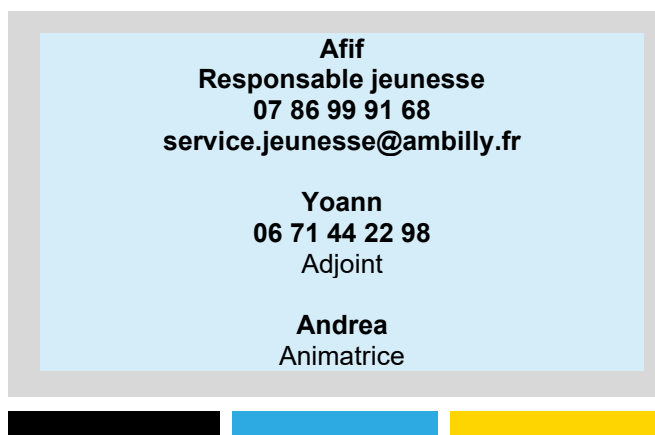 Afif
Responsable jeunesse
07 86 99 91 68
service.jeunesse@ambilly.fr
Yoann
06 71 44 22 98
Adjoint
Andrea
Animatrice